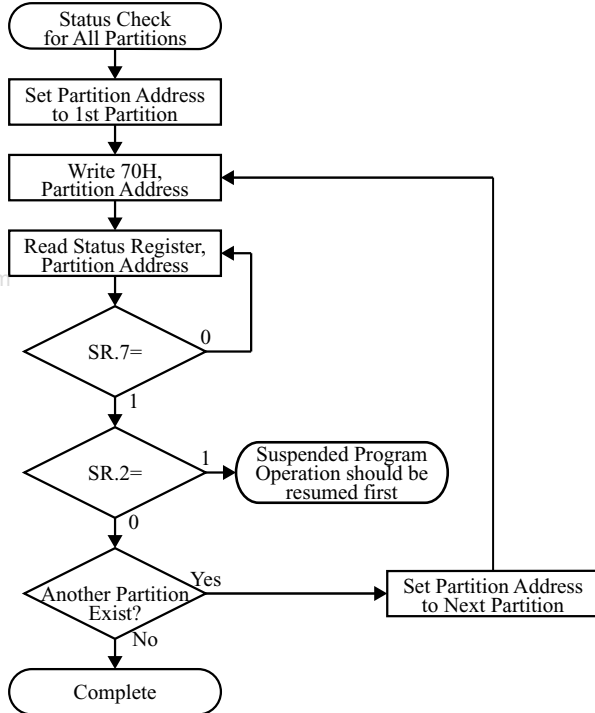 Status Check
for All Partitions
Set Partition Address
to 1st Partition
Write 70H,
Partition Address
Read Status Register,
Partition Address
SR.7=
0
1
SR.2=
1
Suspended Program
Operation should be
resumed first
0
Another Partition
Exist?
Yes
Set Partition Address
to Next Partition
No
Complete